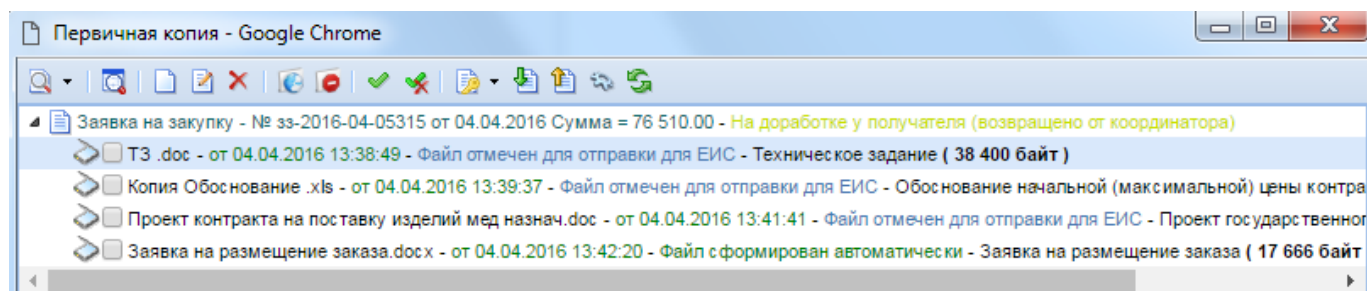 Первичная копия - Google Chrome
Заявка на закупку - № зз-2016-04-05315 от 04.04.2016 Сумма = 76 510.00 - На доработке у получателя (возвращено от координатора)
ТЗ .doc - от 04.04.2016 13:38:49 - Файл отмечен для отправки для ЕИС - Техническое задание ( 38 400 байт )
Копия Обоснование .xls - от 04.04.2016 13:39:37 - Файл отмечен для отправки для ЕИС - Обоснование начальной (максимальной) цены контра
Проект контракта на поставку изделий мед назнач.doc - от 04.04.2016 13:41:41 - Файл отмечен для отправки для ЕИС - Проект государственног
Заявка на размещение заказа.docx - от 04.04.2016 13:42:20 - Файл сформирован автоматически - Заявка на размещение заказа ( 17 666 байт